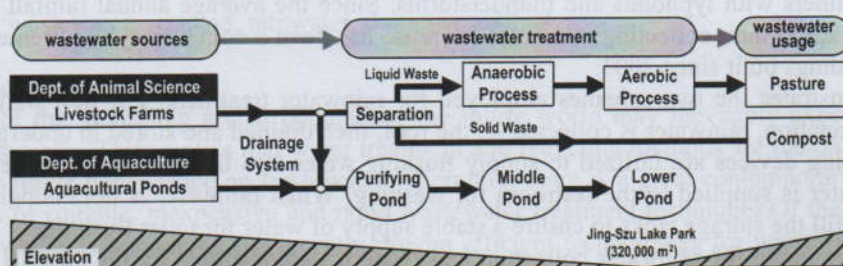 wastewater sources
wastewater treatment
wastewater
usage
Liquid Waste
Anaerobic
Process
Aerobic
Process
Pasture
Dept. of Animal Science
Livestock Farms
Separation
Solid Waste
Compost
Drainage
System
Dept. of Aquaculture
Aquacultural Ponds
Purifying
Pond
Middle
Pond
Lower
Pond
Jing-Szu Lake Park
(320,000 m²)
Elevation